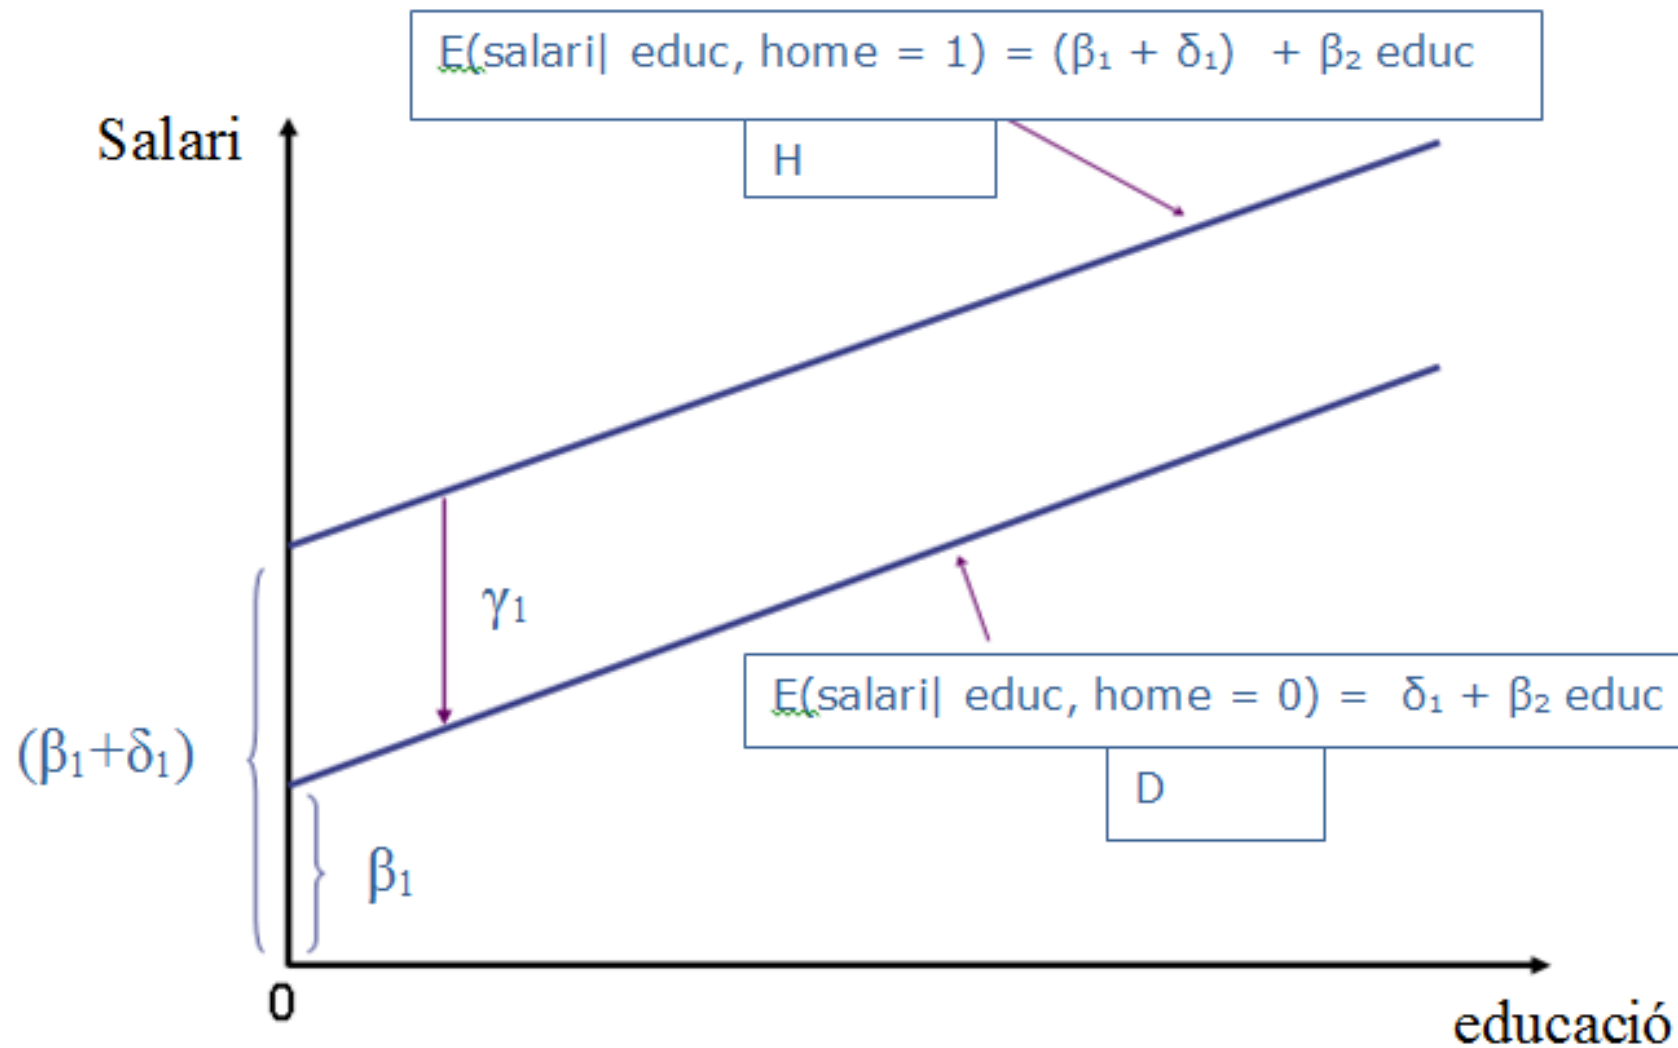 E(salari| educ, home = 1) = (β₁ + δ₁) + β₂ educ
Salari
H
γ₁
E(salari| educ, home = 0) = δ₁ + β₂ educ
(β₁+δ₁)
D
β₁
0
educació